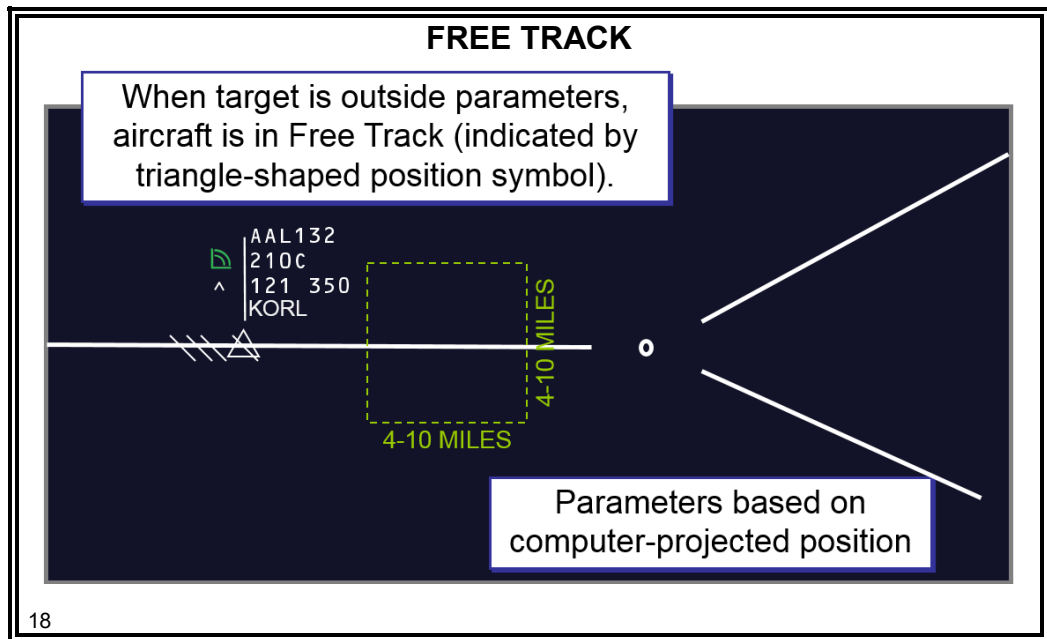 FREE TRACK
When target is outside parameters,
aircraft is in Free Track (indicated by
triangle-shaped position symbol).
AAL132
210C
^ 121 350
KORL
4-10 MILES
4-10 MILES
Parameters based on
computer-projected position
18